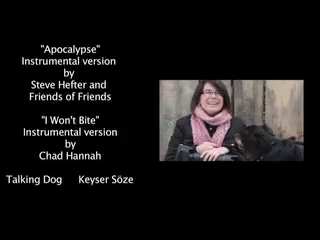 "Apocalypse"
Instrumental version
by
Steve Hefter and
Friends of Friends
"I Won't Bite"
Instrumental version
by
Chad Hannah
Talking Dog Keyser Söze